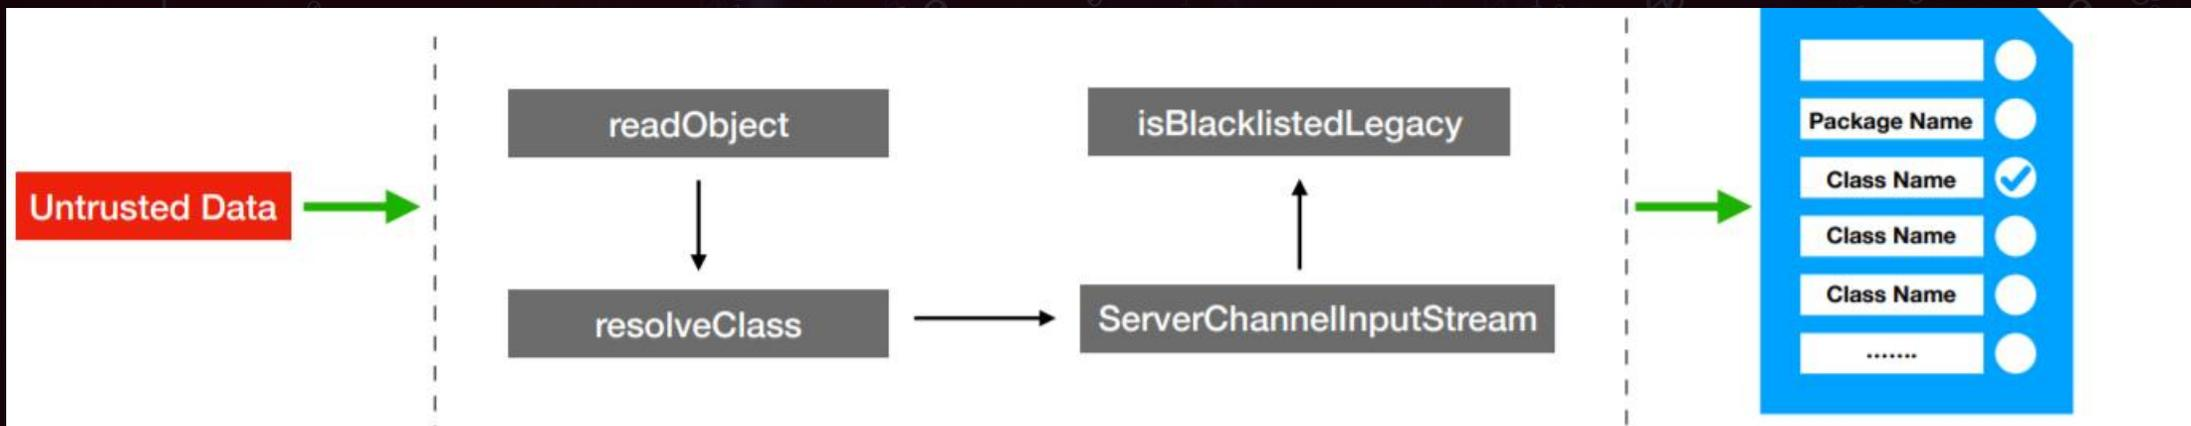 Untrusted Data
readObject
resolveClass
ServerChannelInputStream
isBlacklistedLegacy
Package Name
Class Name
Class Name
Class Name
.......